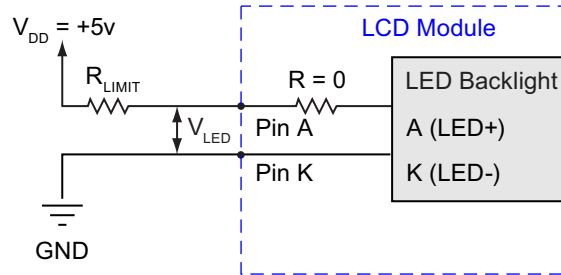 V_DD = +5v
LCD Module
R_LIMIT
R = 0
LED Backlight
V_LED
Pin A
A (LED+)
Pin K
K (LED-)
GND